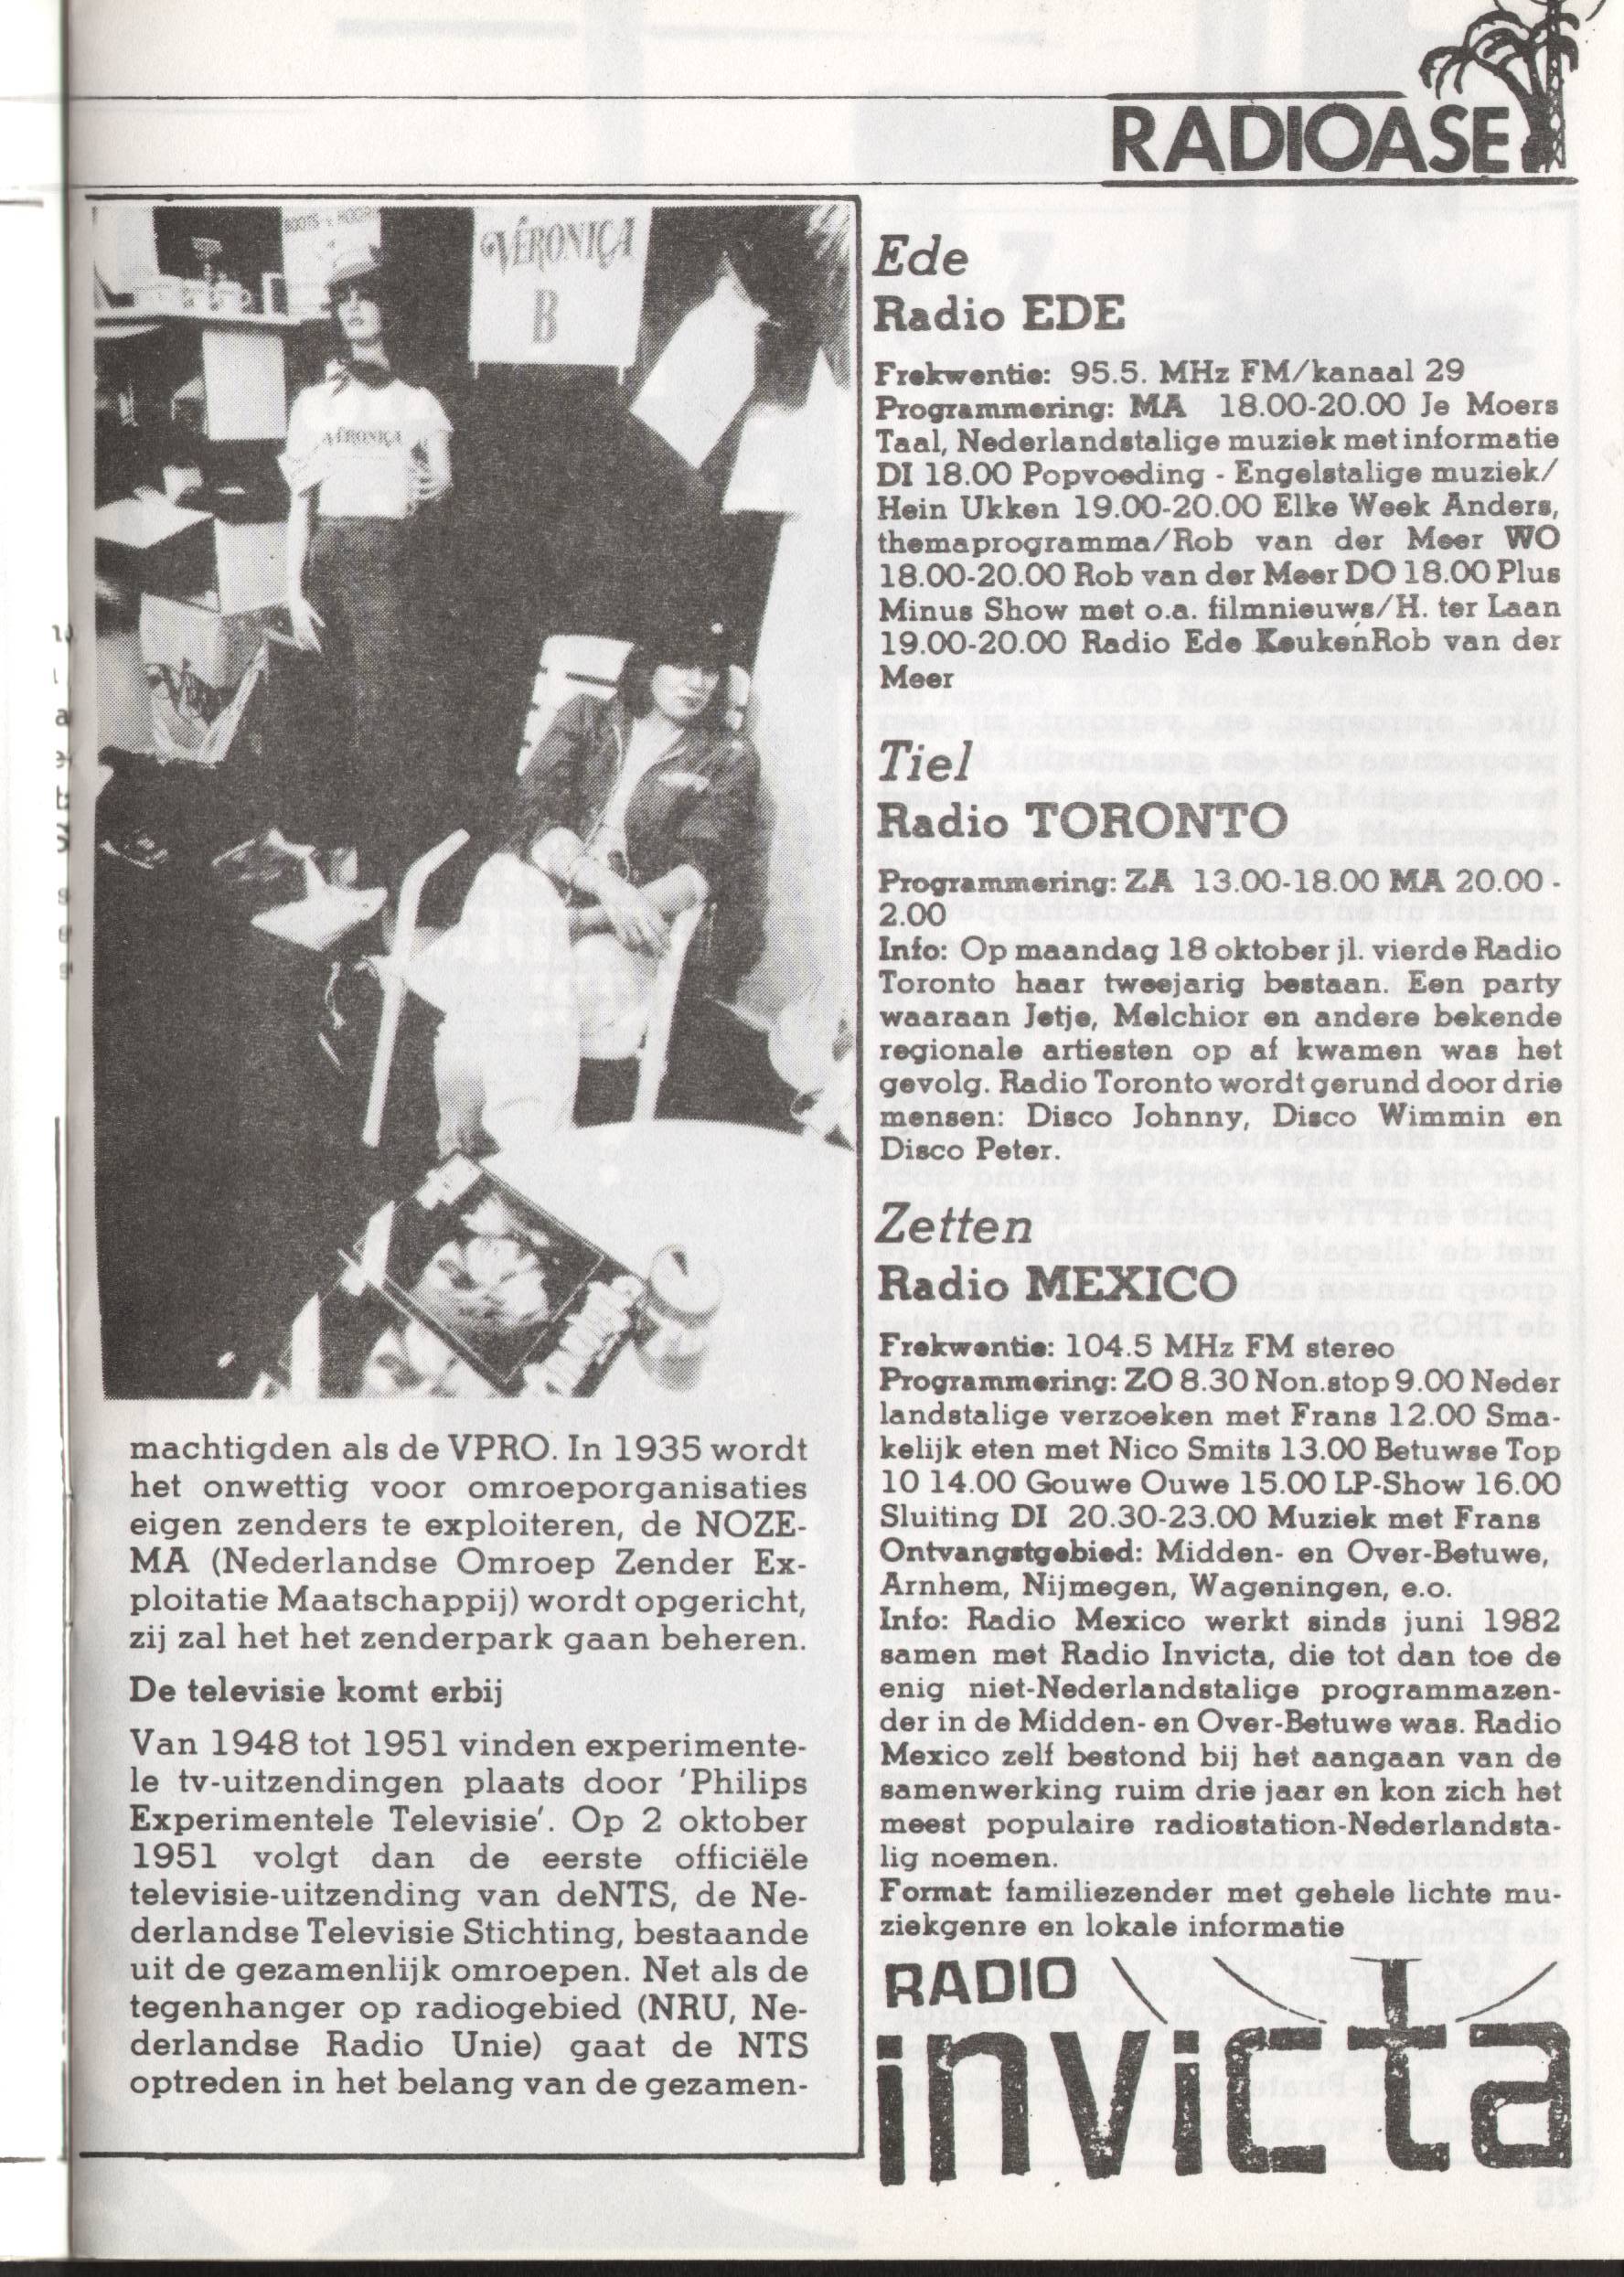 RADIOASE
VERONICA
B
VERONICA
machtigden als de VPRO. In 1935 wordt
het onwettig voor omroeporganisaties
eigen zenders te exploiteren, de NOZE-
MA (Nederlandse Omroep Zender Ex-
ploitatie Maatschappij) wordt opgericht,
zij zal het het zenderpark gaan beheren.
De televisie komt erbij
Van 1948 tot 1951 vinden experimente-
le tv-uitzendingen plaats door 'Philips
Experimentele Televisie'. Op 2 oktober
1951 volgt dan de eerste officiële
televisie-uitzending van deNTS, de Ne-
derlandse Televisie Stichting, bestaande
uit de gezamenlijk omroepen. Net als de
tegenhanger op radiogebied (NRU, Ne-
derlandse Radio Unie) gaat de NTS
optreden in het belang van de gezamen-
Ede
Radio EDE
Frekwentie: 95.5. MHz FM/kanaal 29
Programmering: MA 18.00-20.00 Je Moers
Taal, Nederlandstalige muziek met informatie
DI 18.00 Popvoeding - Engelstalige muziek/
Hein Ukken 19.00-20.00 Elke Week Anders,
themaprogramma/Rob van der Meer WO
18.00-20.00 Rob van der Meer DO 18.00 Plus
Minus Show met o.a. filmnieuws/H. ter Laan
19.00-20.00 Radio Ede Keuken Rob van der
Meer
Tiel
Radio TORONTO
Programmering: ZA 13.00-18.00 MA 20.00 -
2.00
Info: Op maandag 18 oktober jl. vierde Radio
Toronto haar tweejarig bestaan. Een party
waaraan Jetje, Melchior en andere bekende
regionale artiesten op af kwamen was het
gevolg. Radio Toronto wordt gerund door drie
mensen: Disco Johnny, Disco Wimmin en
Disco Peter.
Zetten
Radio MEXICO
Frekwentie: 104.5 MHz FM stereo
Programmering: ZO 8.30 Non.stop 9.00 Neder
landstalige verzoeken met Frans 12.00 Sma-
kelijk eten met Nico Smits 13.00 Betuwse Top
10 14.00 Gouwe Ouwe 15.00 LP-Show 16.00
Sluiting DI 20.30-23.00 Muziek met Frans
Ontvangstgebied: Midden- en Over-Betuwe,
Arnhem, Nijmegen, Wageningen, e.o.
Info: Radio Mexico werkt sinds juni 1982
samen met Radio Invicta, die tot dan toe de
enig niet-Nederlandstalige programmazen-
der in de Midden- en Over-Betuwe was. Radio
Mexico zelf bestond bij het aangaan van de
samenwerking ruim drie jaar en kon zich het
meest populaire radiostation-Nederlandsta-
lig noemen.
Format: familiezender met gehele lichte mu-
ziekgenre en lokale informatie
RADIO
invicta